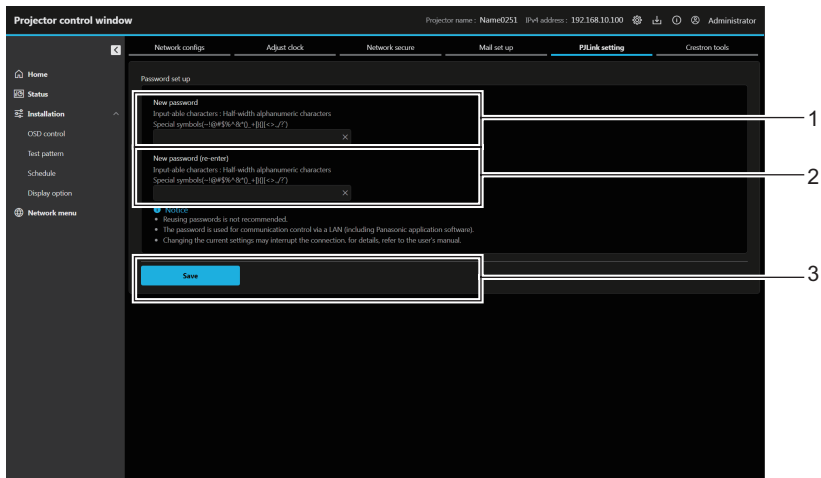 Projector control window
Projector name : Name0251 IPv4 address : 192.168.10.100 Administrator
Network configs Adjust clock Network secure Mail set up PJLink setting Crestron tools
Home
Status
Installation
OSD control
Test pattern
Schedule
Display option
Network menu
Password set up
New password
Input-able characters : Half-width alphanumeric characters
Special symbols(~!@#$%^&*()_+|{}[]<>.,/?`)
1
New password (re-enter)
Input-able characters : Half-width alphanumeric characters
2
Notice
• Reusing passwords is not recommended.
• The password is used for communication control via a LAN (including Panasonic application software).
• Changing the current settings may interrupt the connection. for details, refer to the user's manual.
Save
3